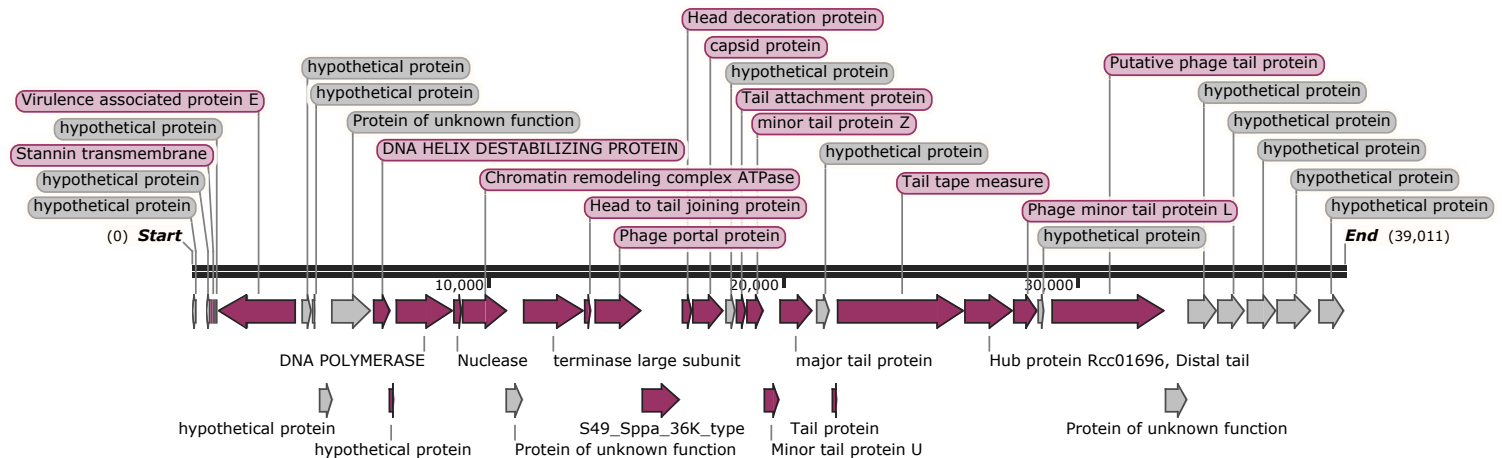 Head decoration protein
capsid protein
hypothetical protein
Putative phage tail protein
hypothetical protein
hypothetical protein
hypothetical protein
Virulence associated protein E
Tail attachment protein
hypothetical protein
Protein of unknown function
minor tail protein Z
hypothetical protein
Stannin transmembrane
DNA HELIX DESTABILIZING PROTEIN
hypothetical protein
hypothetical protein
hypothetical protein
Chromatin remodeling complex ATPase
Tail tape measure
hypothetical protein
hypothetical protein
Head to tail joining protein
Phage minor tail protein L
hypothetical protein
(0) Start
Phage portal protein
hypothetical protein
End (39,011)
10,000
20,000
30,000
DNA POLYMERASE
Nuclease
terminase large subunit
major tail protein
Hub protein Rcc01696, Distal tail
hypothetical protein
S49_Sppa_36K_type
Tail protein
Protein of unknown function
hypothetical protein
Protein of unknown function
Minor tail protein U